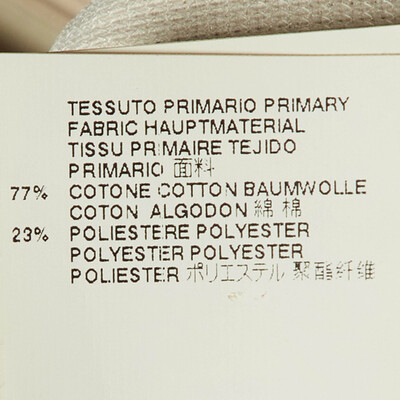 TESSUTO PRIMARIO PRIMARY
FABRIC HAUPTMATERIAL
TISSU PRIMAIRE TEJIDO
PRIMARIO 面料
77% COTONE COTTON BAUMWOLLE
COTON ALGODON 綿 棉
23% POLIESTERE POLYESTER
POLYESTER POLYESTER
POLIESTER ポリエステル 聚酯纤维